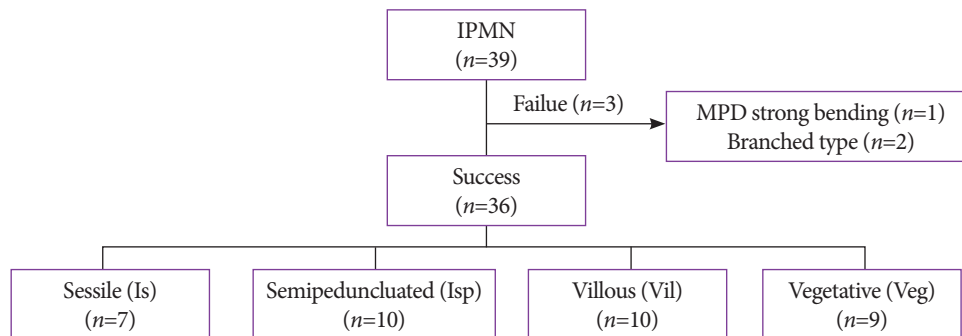 IPMN
(n=39)
Failue (n=3)
MPD strong bending (n=1)
Branched type (n=2)
Success
(n=36)
Sessile (Is)
(n=7)
Semipeduncluated (Isp)
(n=10)
Villous (Vil)
(n=10)
Vegetative (Veg)
(n=9)